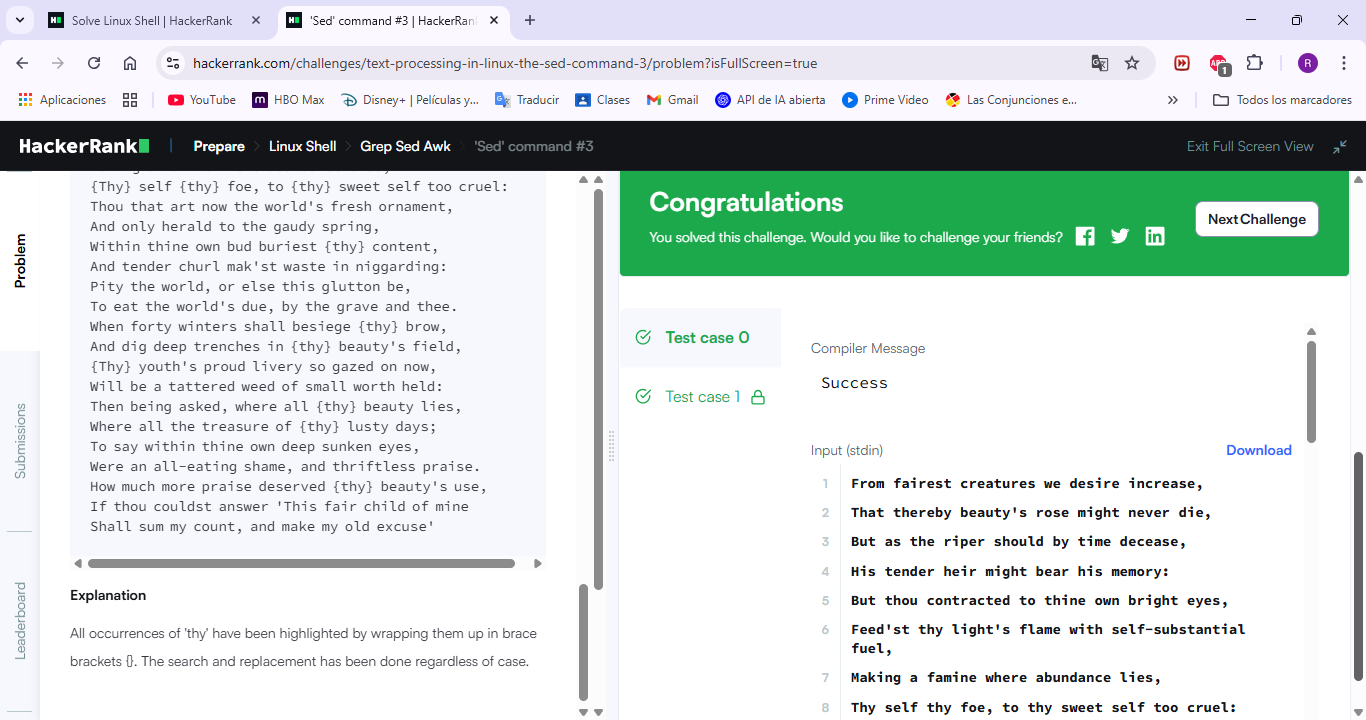 Solve Linux Shell | HackerRank
'Sed' command #3 | HackerRank
hackerrank.com/challenges/text-processing-in-linux-the-sed-command-3/problem?isFullScreen=true
1
R
Aplicaciones
YouTube
HBO Max
Disney+ | Películas y...
Traducir
Clases
Gmail
API de IA abierta
Prime Video
Las Conjunciones e...
Todos los marcadores
HackerRank
Prepare
Linux Shell
Grep Sed Awk
'Sed' command #3
Exit Full Screen View
Problem
Submissions
Leaderboard
{Thy} self {thy} foe, to {thy} sweet self too cruel:
Thou that art now the world's fresh ornament,
And only herald to the gaudy spring,
Within thine own bud buriest {thy} content,
And tender churl mak'st waste in niggarding:
Pity the world, or else this glutton be,
To eat the world's due, by the grave and thee.
When forty winters shall besiege {thy} brow,
And dig deep trenches in {thy} beauty's field,
{Thy} youth's proud livery so gazed on now,
Will be a tattered weed of small worth held:
Then being asked, where all {thy} beauty lies,
Where all the treasure of {thy} lusty days;
To say within thine own deep sunken eyes,
Were an all-eating shame, and thriftless praise.
How much more praise deserved {thy} beauty's use,
If thou couldst answer 'This fair child of mine
Shall sum my count, and make my old excuse'
Explanation
All occurrences of 'thy' have been highlighted by wrapping them up in brace
brackets {}. The search and replacement has been done regardless of case.
Congratulations
You solved this challenge. Would you like to challenge your friends?
Next Challenge
Test case 0
Test case 1
Compiler Message
Success
Input (stdin)
Download
1 From fairest creatures we desire increase,
2 That thereby beauty's rose might never die,
3 But as the riper should by time decease,
4 His tender heir might bear his memory:
5 But thou contracted to thine own bright eyes,
6 Feed'st thy light's flame with self-substantial
fuel,
7 Making a famine where abundance lies,
8 Thy self thy foe, to thy sweet self too cruel: